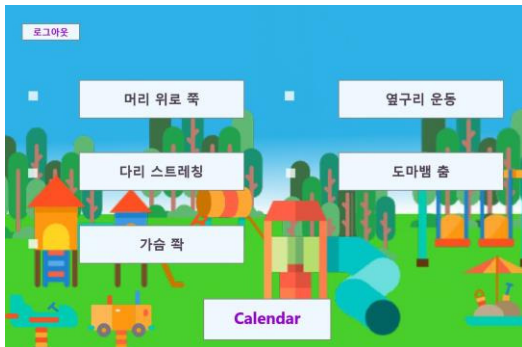 로그아웃
머리 위로 쭉
옆구리 운동
다리 스트레칭
도마뱀 춤
가슴 쫙
Calendar